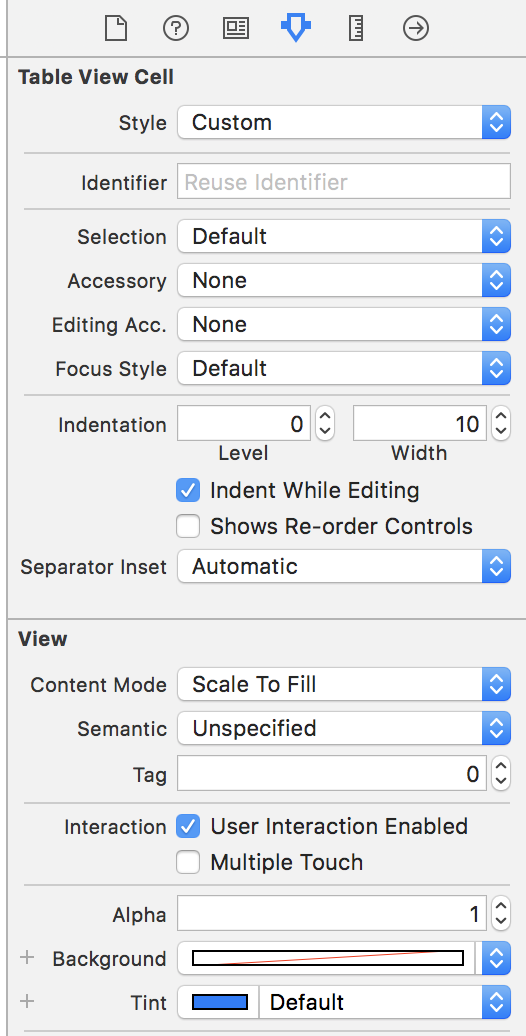 Table View Cell
Style Custom
Identifier Reuse Identifier
Selection Default
Accessory None
Editing Acc. None
Focus Style Default
Indentation 0 10
Level Width
Indent While Editing
Shows Re-order Controls
Separator Inset Automatic
View
Content Mode Scale To Fill
Semantic Unspecified
Tag 0
Interaction User Interaction Enabled
Multiple Touch
Alpha 1
+ Background
+ Tint Default